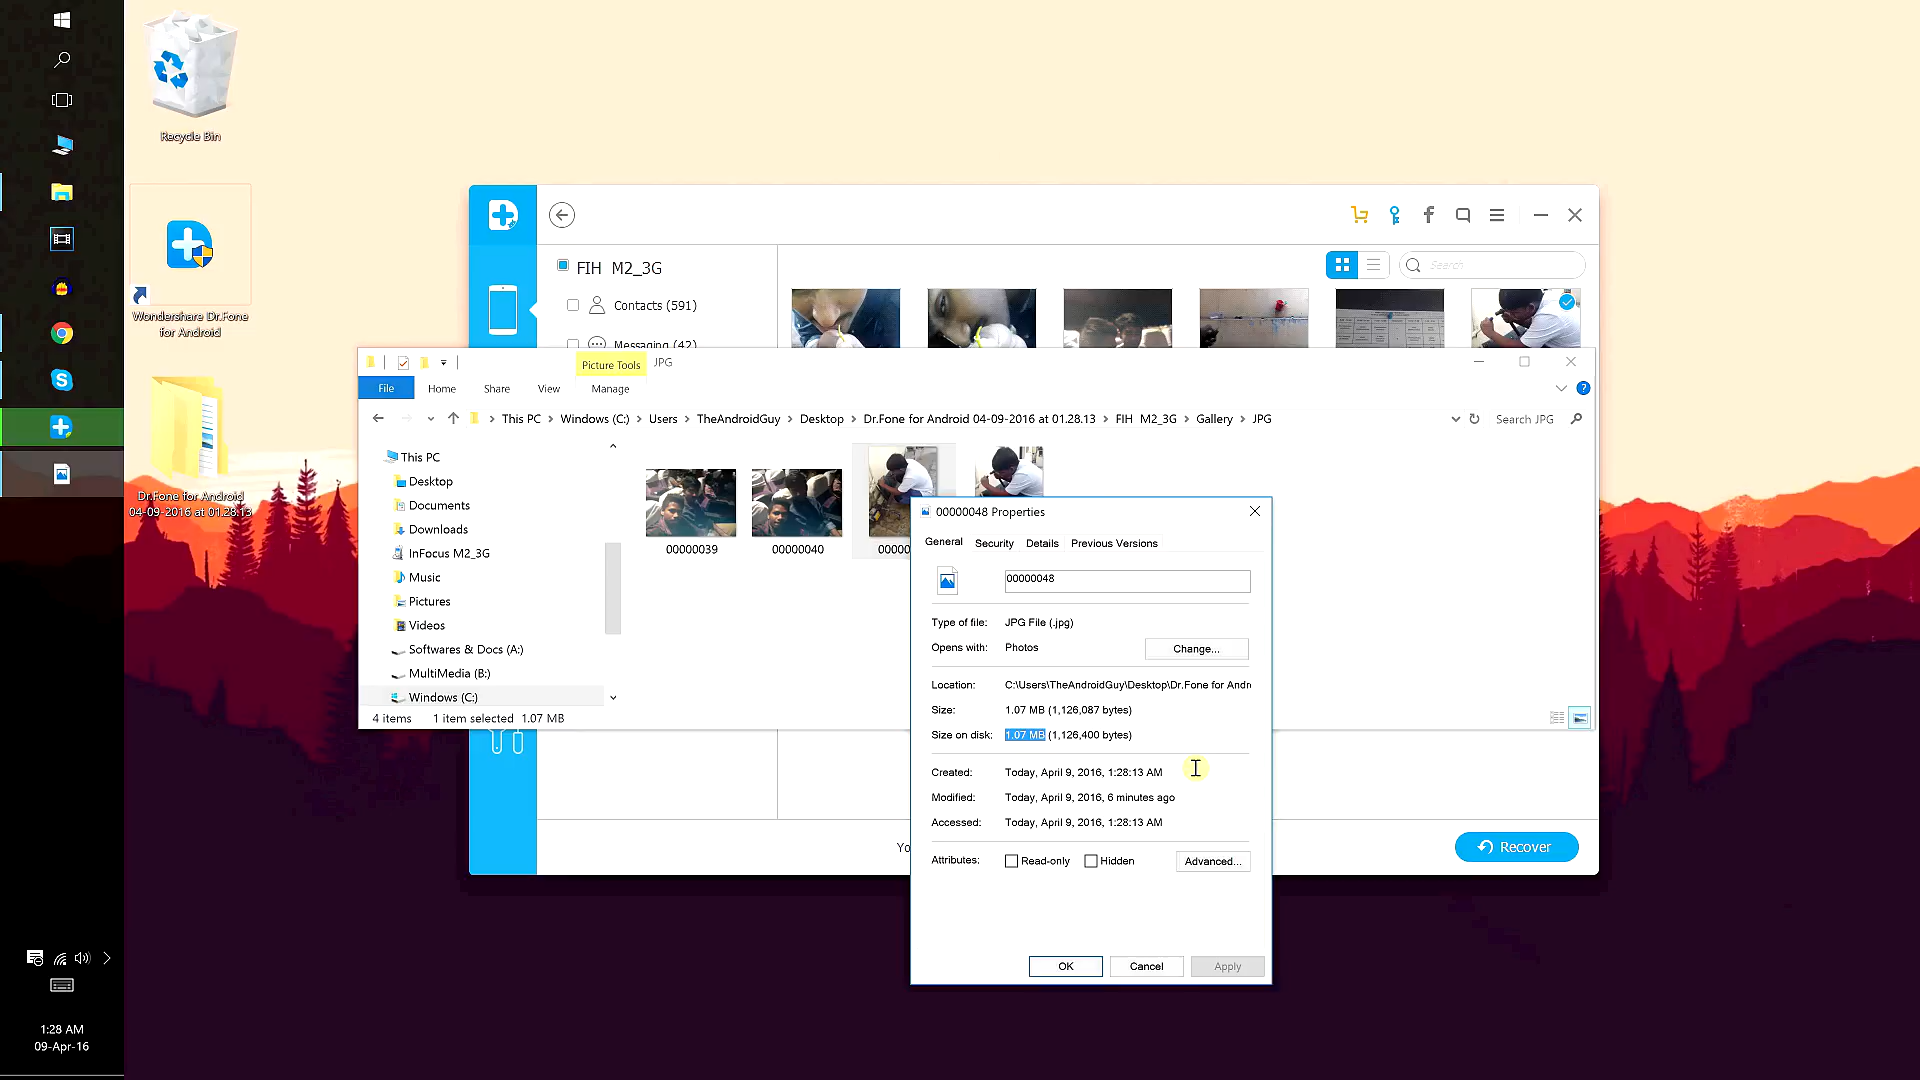 Recycle Bin
Wondershare Dr.Fone
for Android
Dr.Fone for Android
04-09-2016 at 01.28.13
1:28 AM
09-Apr-16
FIH M2_3G
Search
Contacts (591)
Messaging (42)
Picture Tools JPG
File Home Share View Manage
This PC Windows (C:) Users TheAndroidGuy Desktop Dr.Fone for Android 04-09-2016 at 01.28.13 FIH M2_3G Gallery JPG
Search JPG
This PC
Desktop
Documents
Downloads
InFocus M2_3G
Music
Pictures
Videos
Softwares & Docs (A:)
MultiMedia (B:)
Windows (C:)
00000039 00000040
4 items 1 item selected 1.07 MB
00000048 Properties
General Security Details Previous Versions
00000048
Type of file: JPG File (.jpg)
Opens with: Photos Change...
Location: C:\Users\TheAndroidGuy\Desktop\Dr.Fone for Andr
Size: 1.07 MB (1,126,087 bytes)
Size on disk: 1.07 MB (1,126,400 bytes)
Created: Today, April 9, 2016, 1:28:13 AM
Modified: Today, April 9, 2016, 6 minutes ago
Accessed: Today, April 9, 2016, 1:28:13 AM
Attributes: Read-only Hidden Advanced...
OK Cancel Apply
Recover